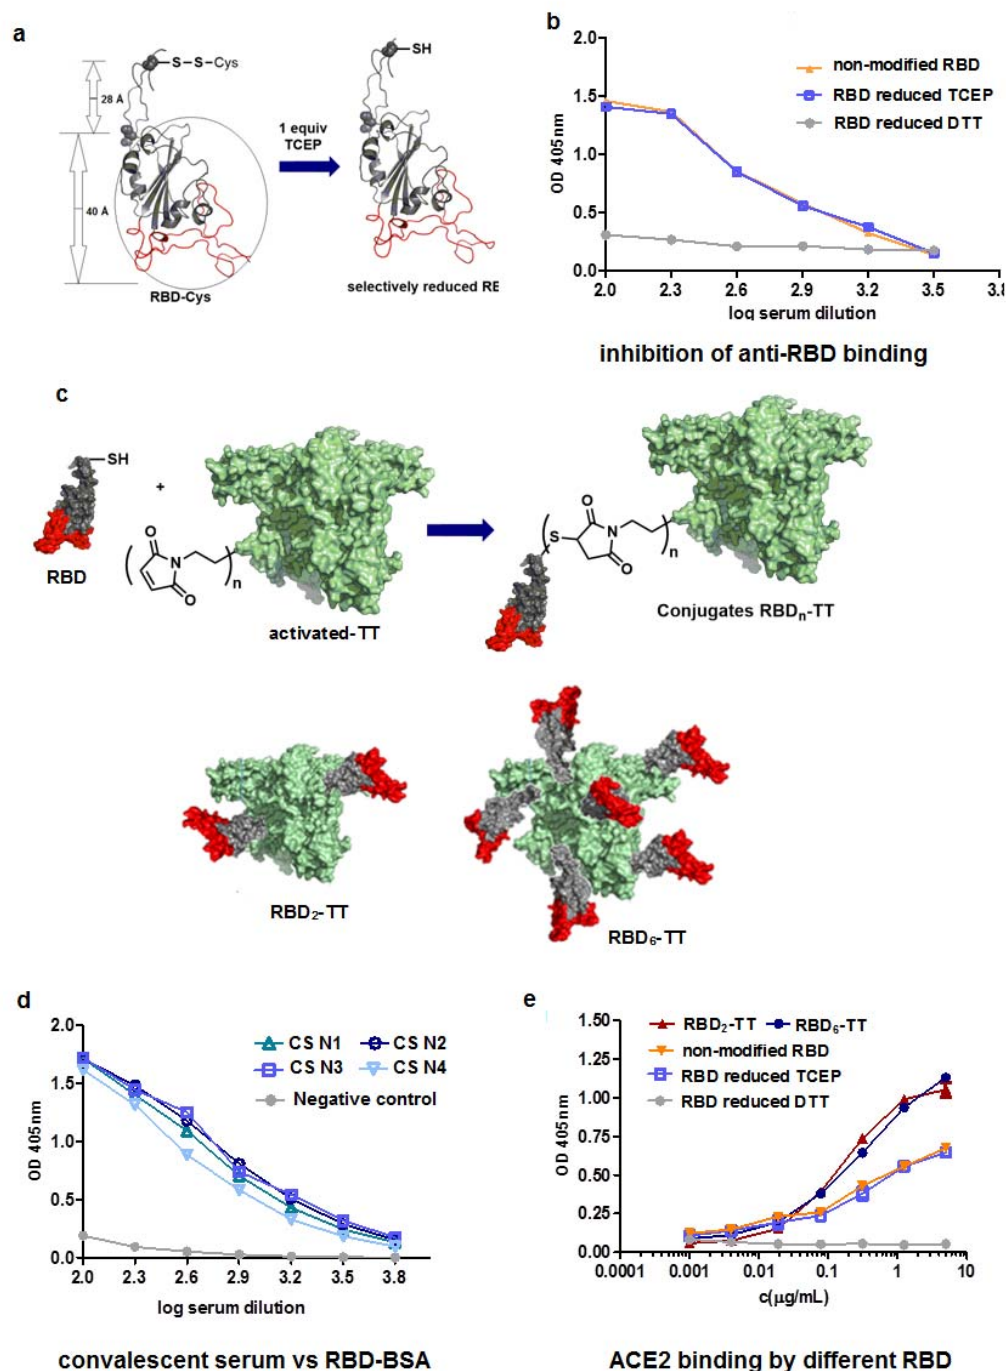 a
S-S-Cys
28 Å
40 Å
RBD-Cys
1 equiv
TCEP
SH
selectively reduced RE
b
2.0
1.5
1.0
0.5
0.0
OD 405nm
non-modified RBD
RBD reduced TCEP
RBD reduced DTT
2.0 2.3 2.6 2.9 3.2 3.5 3.8
log serum dilution
inhibition of anti-RBD binding
c
SH
+
RBD
N
O
O
n
activated-TT
S
O
N
O
n
Conjugates RBDn-TT
RBD2-TT
RBD6-TT
d
2.0
1.5
1.0
0.5
0.0
OD 405nm
CS N1 CS N2
CS N3 CS N4
Negative control
2.0 2.3 2.6 2.9 3.2 3.5 3.8
log serum dilution
convalescent serum vs RBD-BSA
e
1.50
1.25
1.00
0.75
0.50
0.25
0.00
OD 405nm
RBD2-TT RBD6-TT
non-modified RBD
RBD reduced TCEP
RBD reduced DTT
0.0001 0.001 0.01 0.1 1 10
c(µg/mL)
ACE2 binding by different RBD